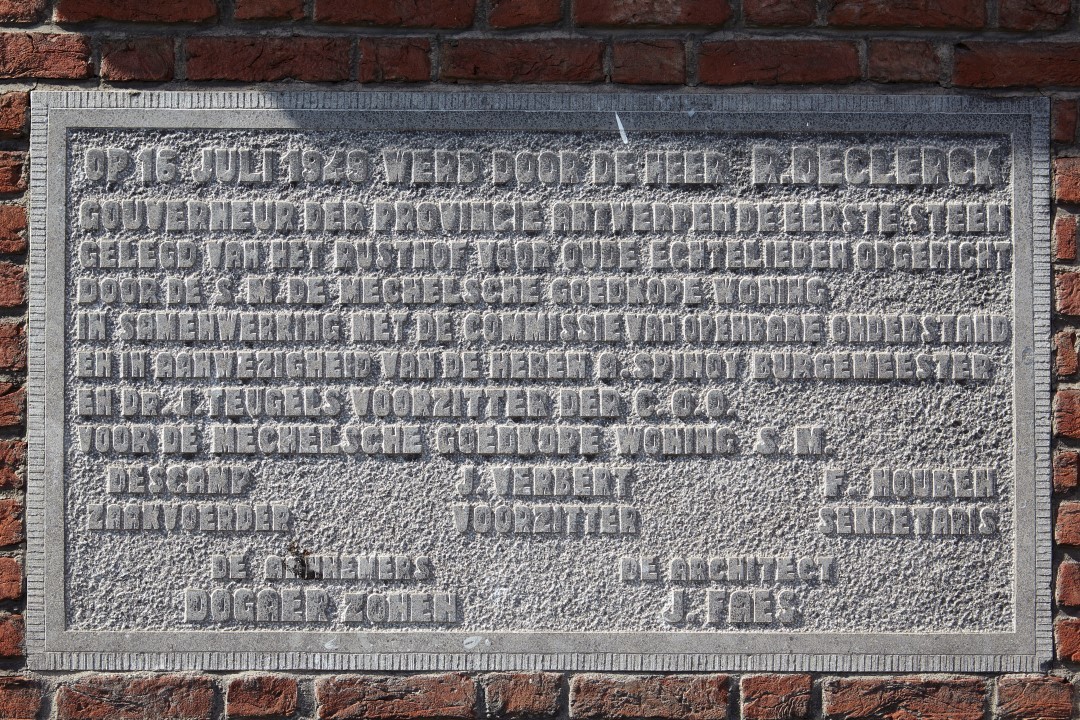 OP 16 JULI 1949 WERD DOOR DE HEER R. DECLERCK
GOUVERNEUR DER PROVINCIE ANTWERPEN DE EERSTE STEEN
GELEGD VAN HET RUSTHOF VOOR OUDE ECHTELIEDEN OPGERICHT
DOOR DE S.M. DE MECHELSCHE GOEDKOPE WONING
IN SAMENWERKING MET DE COMMISSIE VAN OPENBARE ONDERSTAND
EN IN AANWEZIGHEID VAN DE HEREN A. SPINOY BURGEMEESTER
EN DR. J. TEUGELS VOORZITTER DER C.O.O.
VOOR DE MECHELSCHE GOEDKOPE WONING S.M.
DESCAMP J. VERBERT F. HOUBEN
ZAAKVOERDER VOORZITTER SEKRETARIS
DE AANNEMERS DE ARCHITECT
DOGAER ZONEN J. FAES